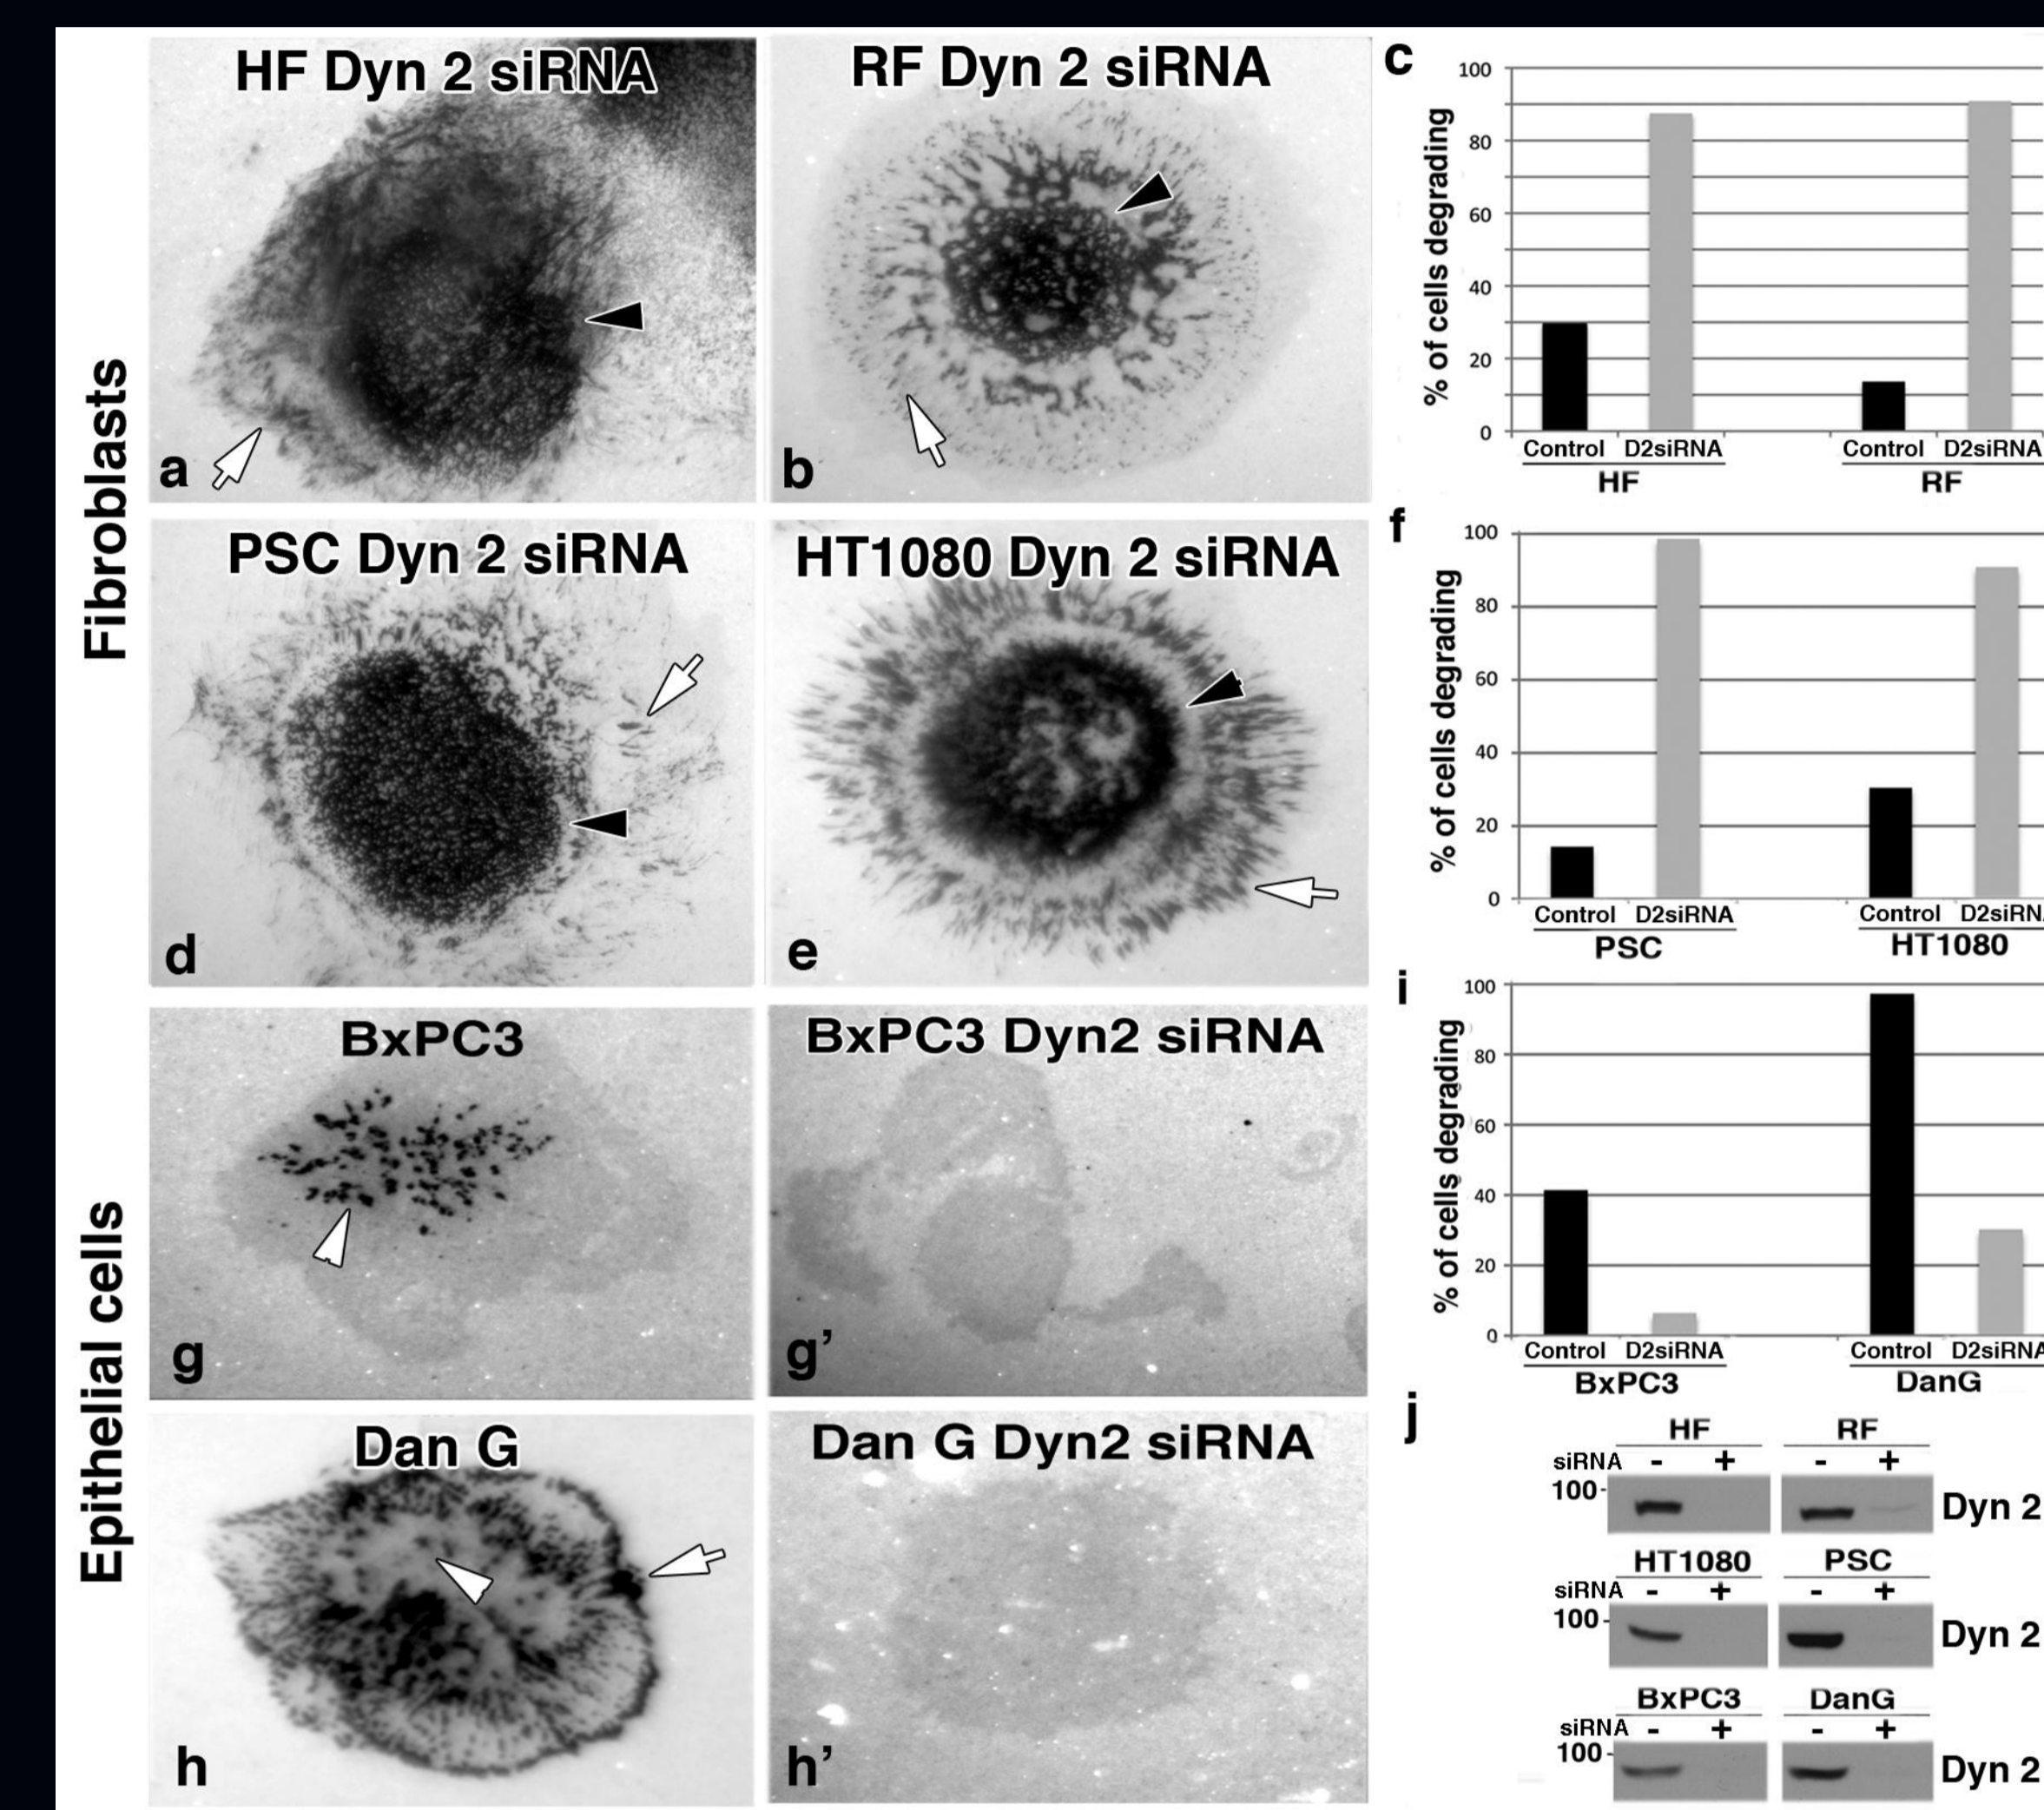 Fibroblasts
HF Dyn 2 siRNA
a
RF Dyn 2 siRNA
b
c
% of cells degrading
100
80
60
40
20
0
Control D2siRNA Control D2siRNA
HF RF
PSC Dyn 2 siRNA
d
HT1080 Dyn 2 siRNA
e
f
% of cells degrading
100
80
60
40
20
0
Control D2siRNA Control D2siRN
PSC HT1080
Epithelial cells
BxPC3
g
BxPC3 Dyn2 siRNA
g’
i
% of cells degrading
100
80
60
40
20
0
Control D2siRNA Control D2siRNA
BxPC3 DanG
Dan G
h
Dan G Dyn2 siRNA
h’
j
HF RF
siRNA - + - +
100- Dyn 2
HT1080 PSC
siRNA - + - +
100- Dyn 2
BxPC3 DanG
siRNA - + - +
100- Dyn 2